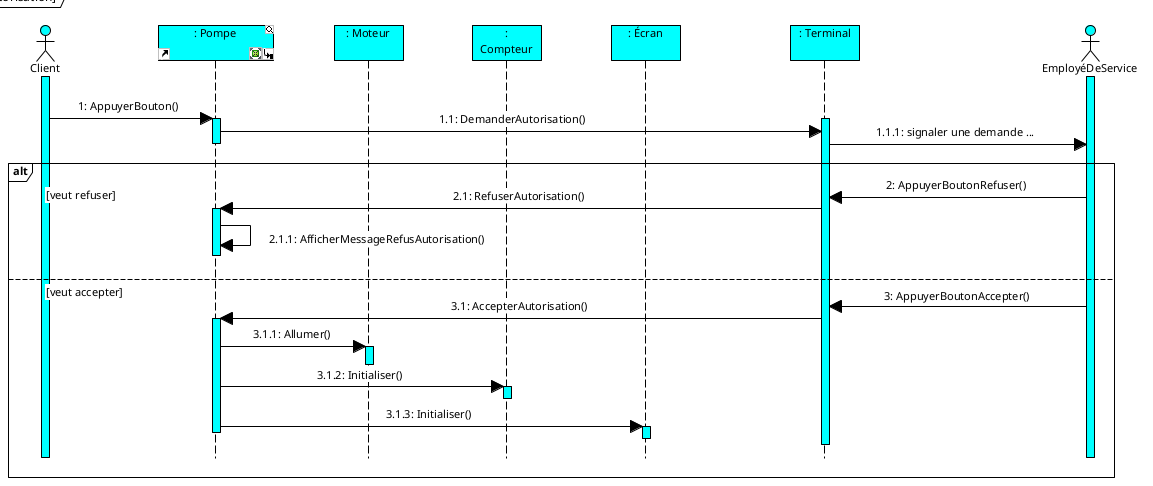 : Pompe
: Moteur
:
Compteur
: Écran
: Terminal
Client
EmployéDeService
1: AppuyerBouton()
1.1: DemanderAutorisation()
1.1.1: signaler une demande ...
alt
[veut refuser]
2: AppuyerBoutonRefuser()
2.1: RefuserAutorisation()
2.1.1: AfficherMessageRefusAutorisation()
[veut accepter]
3: AppuyerBoutonAccepter()
3.1: AccepterAutorisation()
3.1.1: Allumer()
3.1.2: Initialiser()
3.1.3: Initialiser()